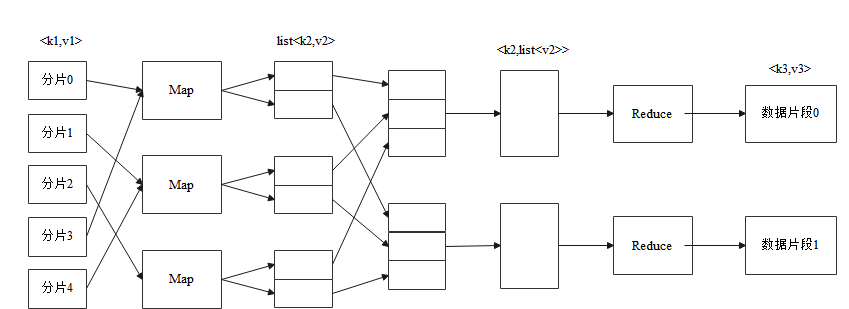 <k1,v1>
list<k2,v2>
<k2,list<v2>>
<k3,v3>
分片0
分片1
分片2
分片3
分片4
Map
Map
Map
Reduce
Reduce
数据片段0
数据片段1